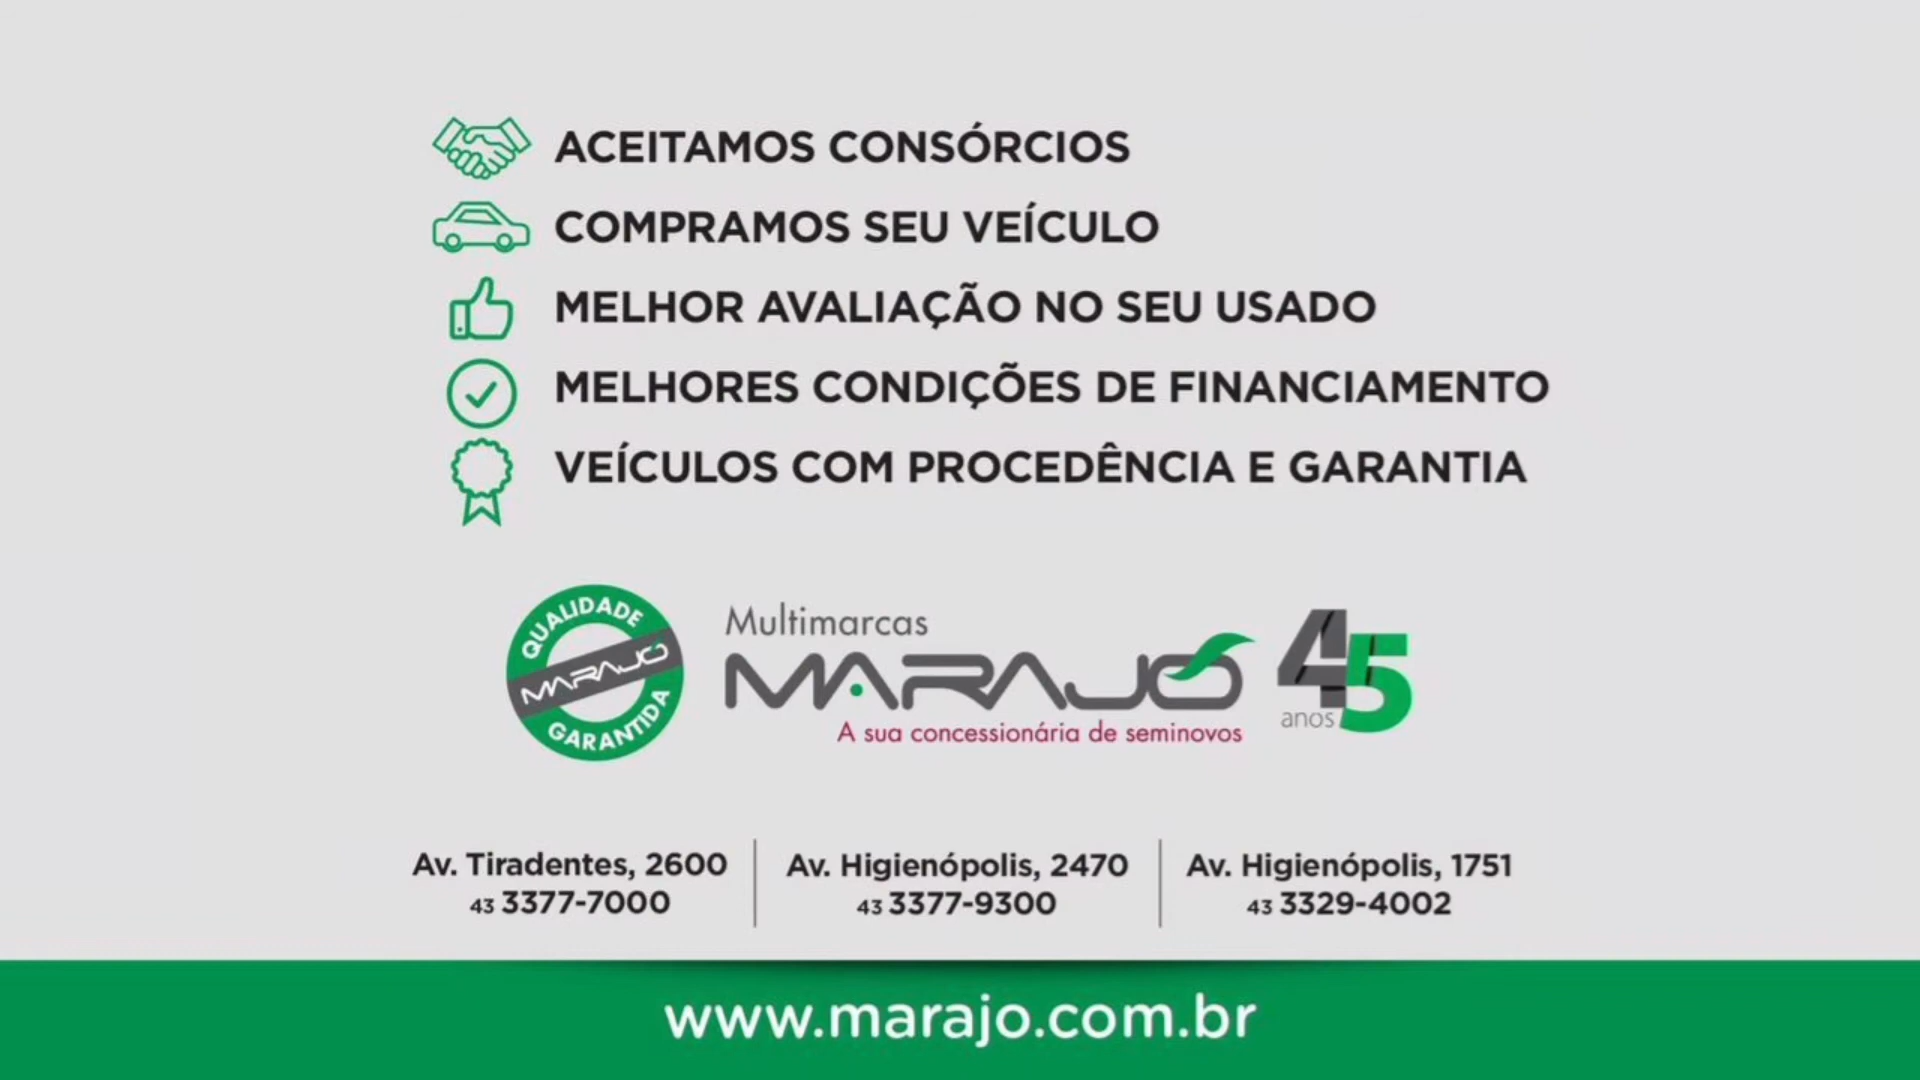 ACEITAMOS CONSÓRCIOS
COMPRAMOS SEU VEÍCULO
MELHOR AVALIAÇÃO NO SEU USADO
MELHORES CONDIÇÕES DE FINANCIAMENTO
VEÍCULOS COM PROCEDÊNCIA E GARANTIA
QUALIDADE
MARAJÓ
GARANTIDA
Multimarcas
MARAJÓ
A sua concessionária de seminovos
45
anos
Av. Tiradentes, 2600
43 3377-7000
Av. Higienópolis, 2470
43 3377-9300
Av. Higienópolis, 1751
43 3329-4002
www.marajo.com.br